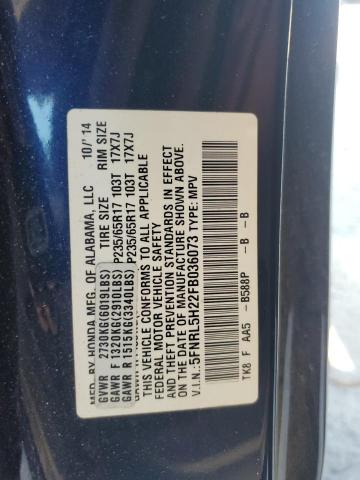 MFD. BY HONDA MFG. OF ALABAMA, LLC 10/'14
GVWR 2730KG(6019LBS) TIRE SIZE RIM SIZE
GAWR F 1320KG(2910LBS) P235/65R17 103T 17X7J
GAWR R 1515KG(3340LBS) P235/65R17 103T 17X7J
THIS VEHICLE CONFORMS TO ALL APPLICABLE
FEDERAL MOTOR VEHICLE SAFETY
AND THEFT PREVENTION STANDARDS IN EFFECT
ON THE DATE OF MANUFACTURE SHOWN ABOVE.
V.I.N.: 5FNRL5H22FB036073 TYPE: MPV
TK8 F AA5 -B588P -B -B